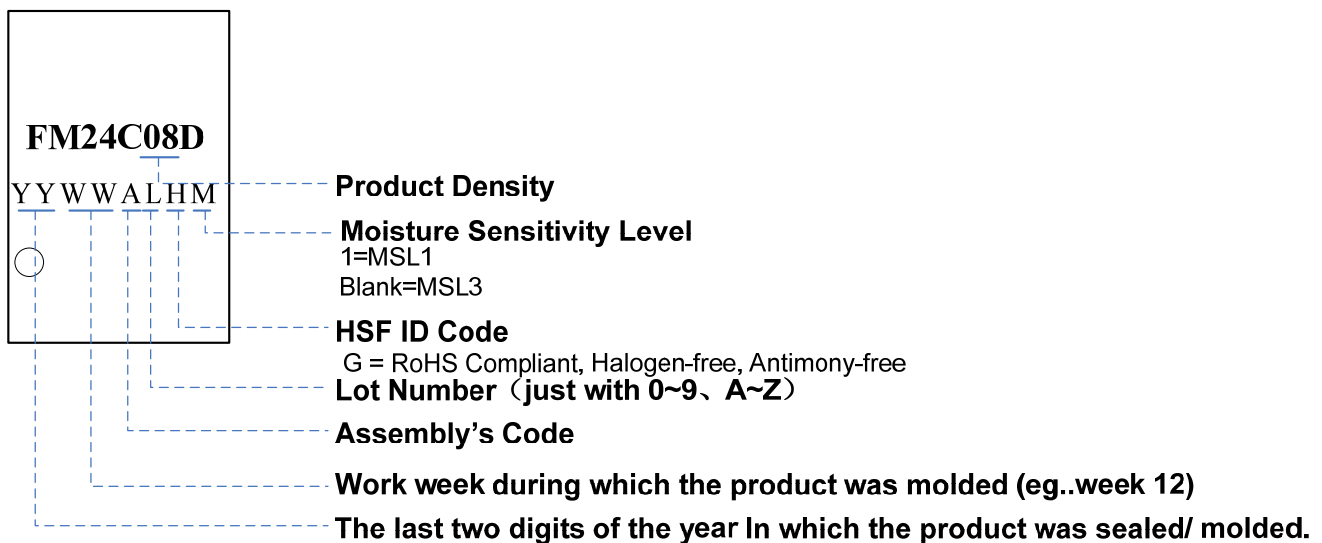 FM24C08D
YYWWALHM
Product Density
Moisture Sensitivity Level
1=MSL1
Blank=MSL3
HSF ID Code
G = RoHS Compliant, Halogen-free, Antimony-free
Lot Number（just with 0~9、A~Z）
Assembly’s Code
Work week during which the product was molded (eg..week 12)
The last two digits of the year In which the product was sealed/ molded.